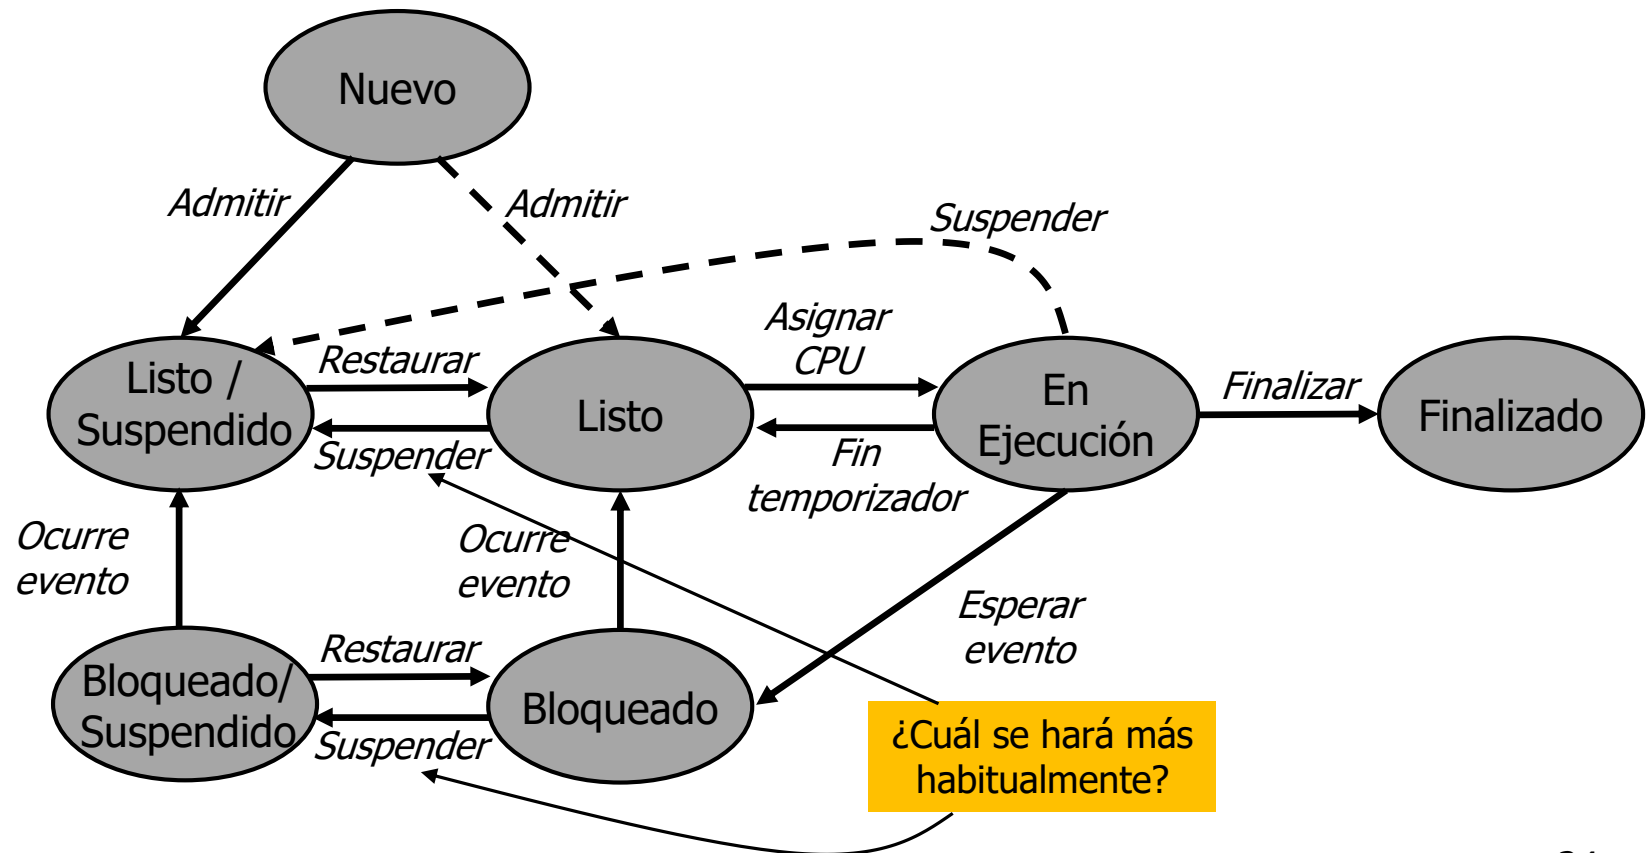 Nuevo
Admitir
Admitir
Suspender
Asignar
CPU
Restaurar
Listo /
Suspendido
Listo
En
Ejecución
Finalizar
Finalizado
Suspender
Fin
temporizador
Ocurre
evento
Ocurre
evento
Esperar
evento
Restaurar
Bloqueado/
Suspendido
Bloqueado
Suspender
¿Cuál se hará más
habitualmente?